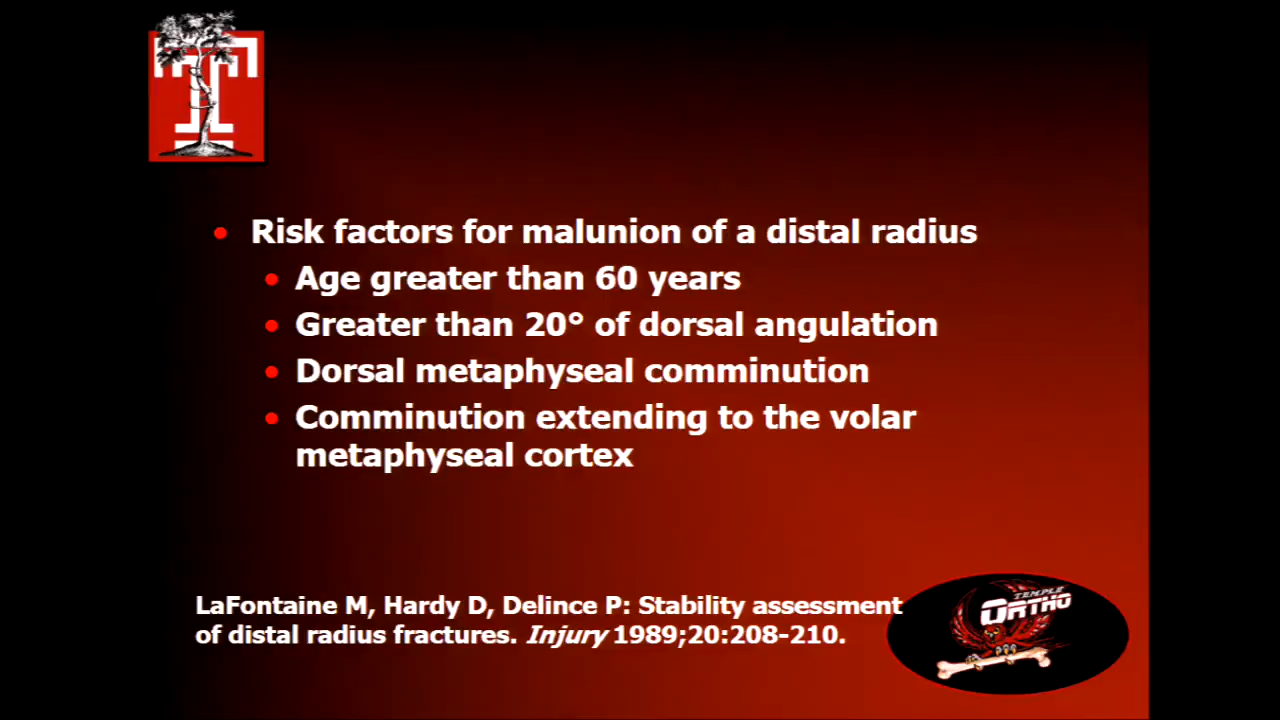 • Risk factors for malunion of a distal radius
• Age greater than 60 years
• Greater than 20° of dorsal angulation
• Dorsal metaphyseal comminution
• Comminution extending to the volar
metaphyseal cortex
LaFontaine M, Hardy D, Delince P: Stability assessment
of distal radius fractures. Injury 1989;20:208-210.
TEMPLE
ORTHO